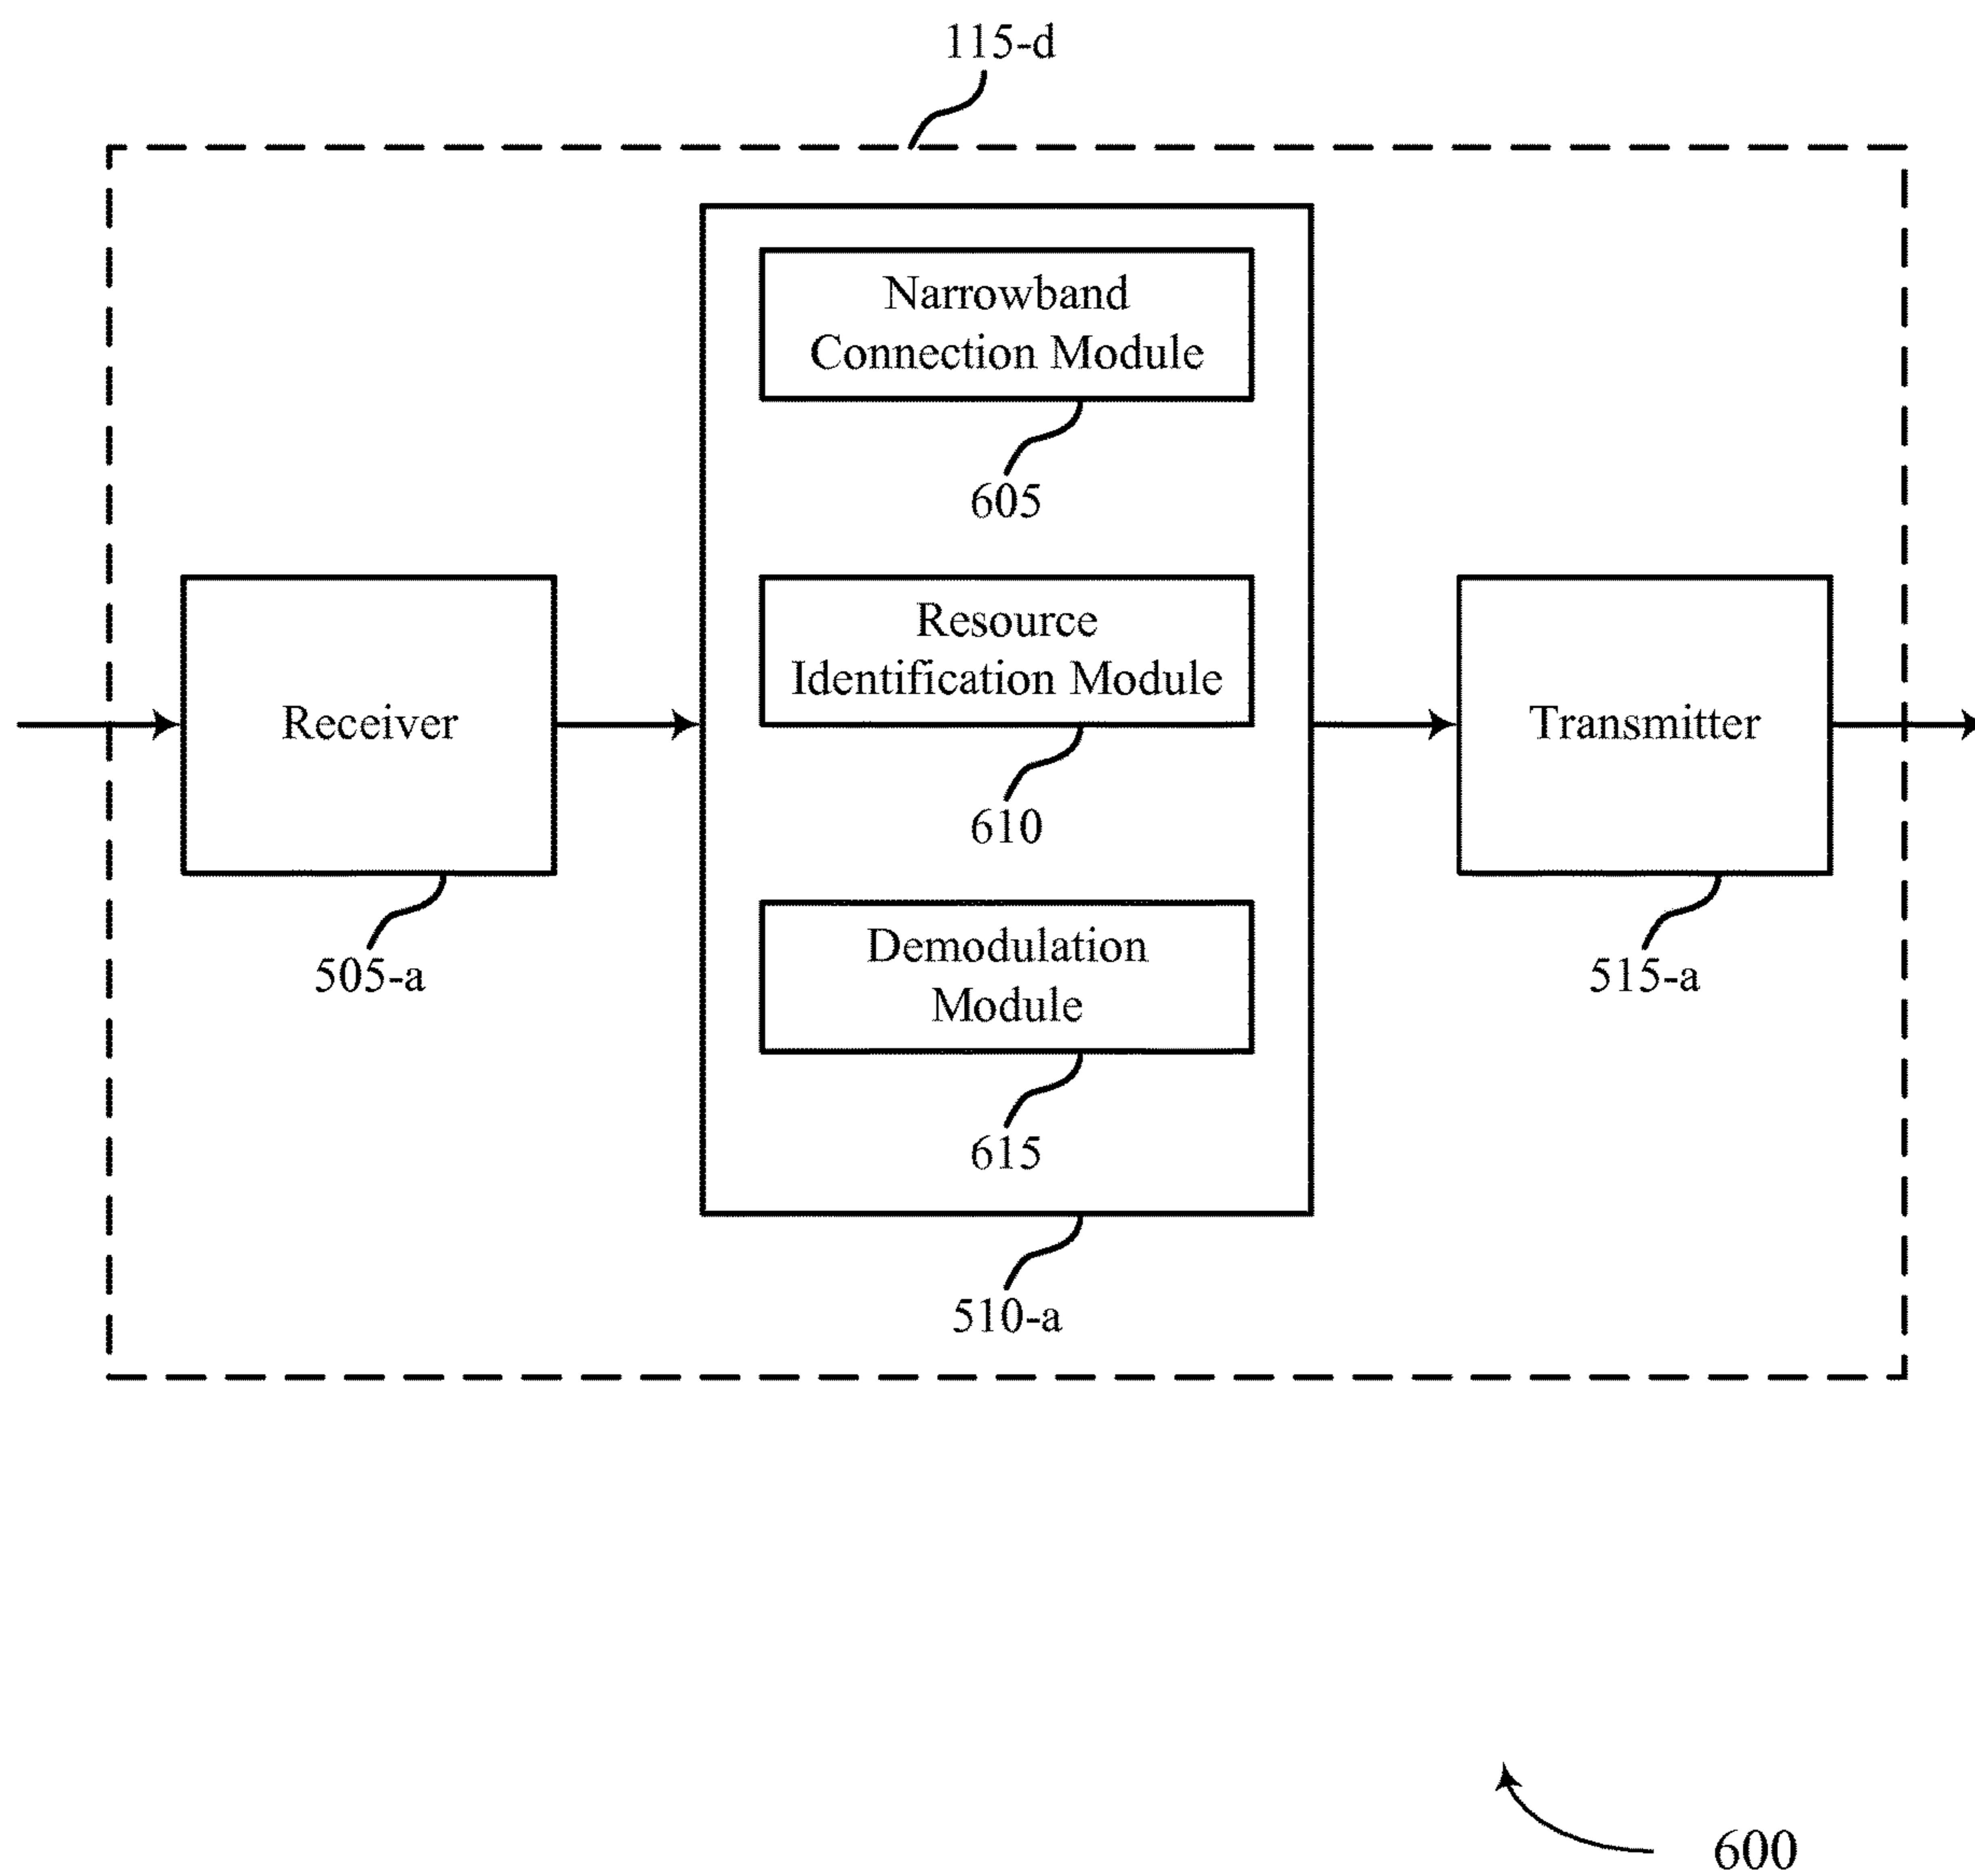 115-d
Narrowband
Connection Module
605
Resource
Identification Module
610
Receiver
505-a
Transmitter
515-a
Demodulation
Module
615
510-a
600